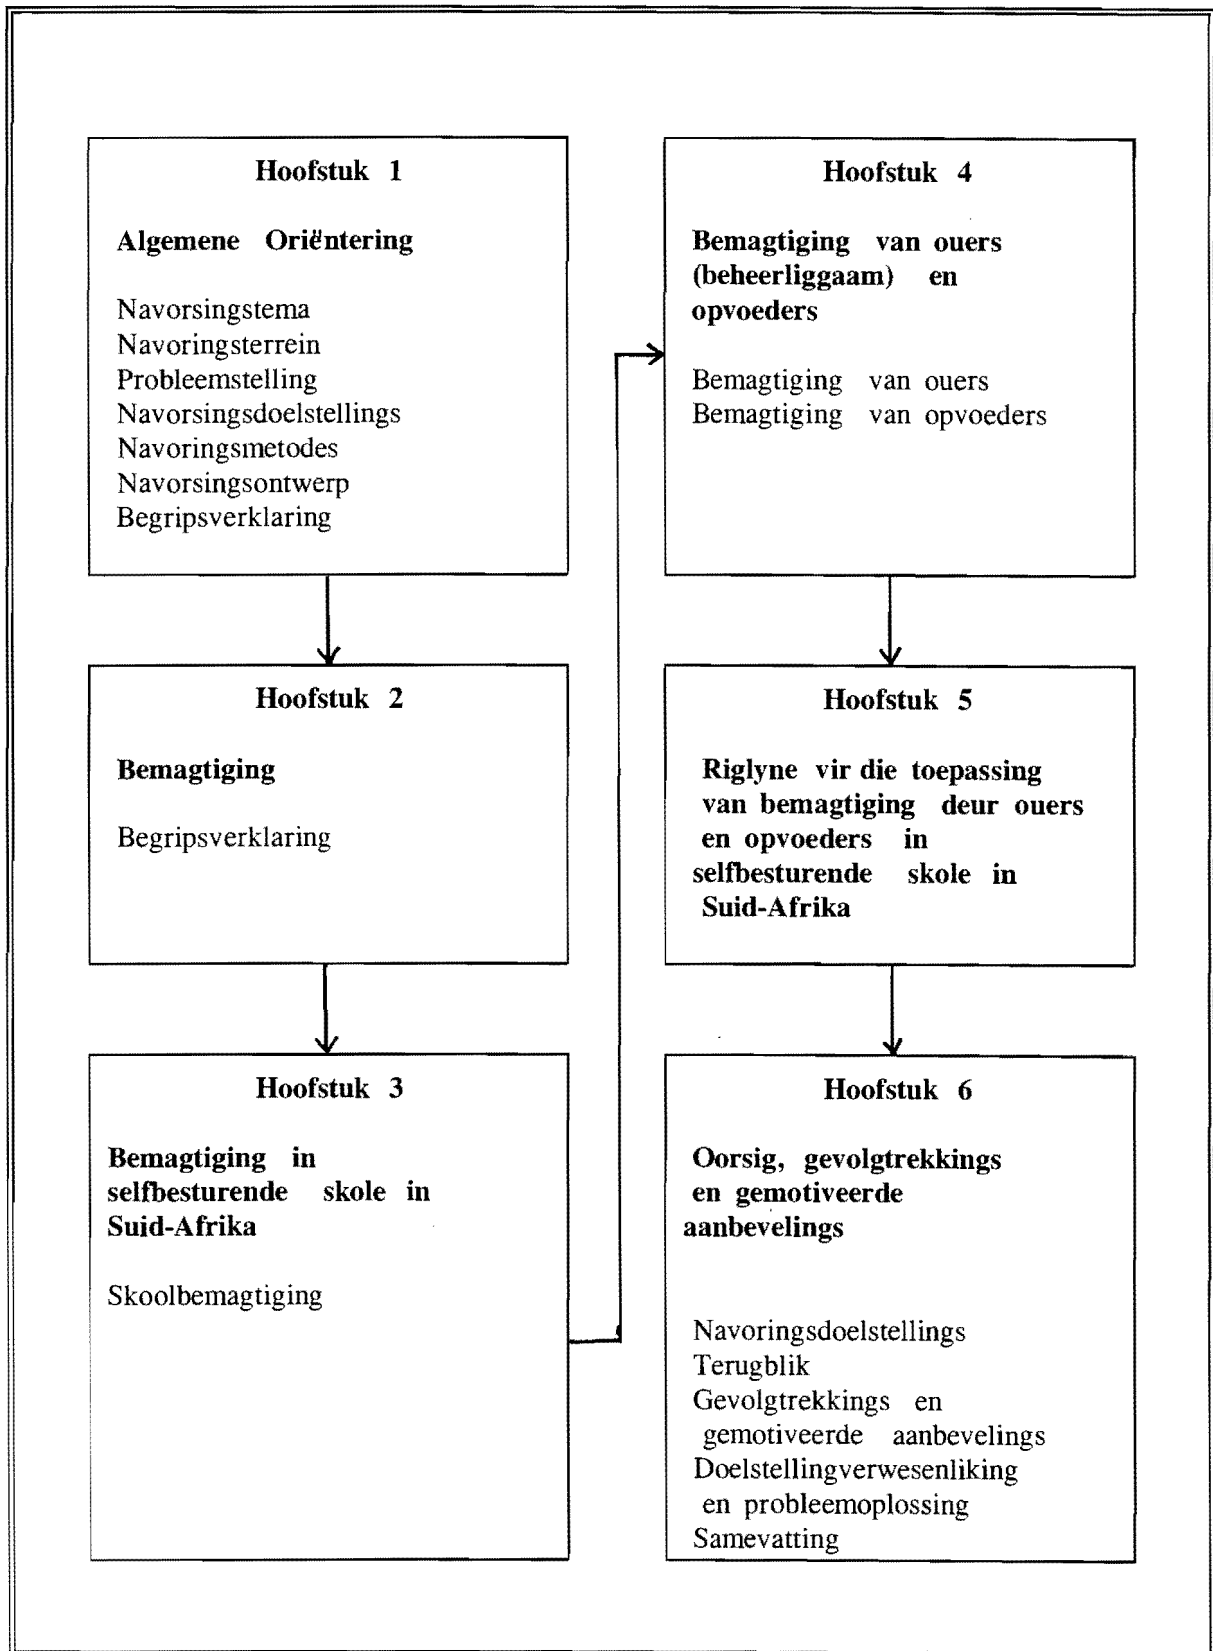 Hoofstuk 1
Algemene Oriëntering
Navorsingstema
Navoringsterrein
Probleemstelling
Navorsingsdoelstellings
Navoringsmetodes
Navorsingsontwerp
Begripsverklaring
Hoofstuk 2
Bemagtiging
Begripsverklaring
Hoofstuk 3
Bemagtiging in
selfbesturende skole in
Suid-Afrika
Skoolbemagtiging
Hoofstuk 4
Bemagtiging van ouers
(beheerliggaam) en
opvoeders
Bemagtiging van ouers
Bemagtiging van opvoeders
Hoofstuk 5
Riglyne vir die toepassing
van bemagtiging deur ouers
en opvoeders in
selfbesturende skole in
Suid-Afrika
Hoofstuk 6
Oorsig, gevolgtrekkings
en gemotiveerde
aanbevelings
Navoringsdoelstellings
Terugblik
Gevolgtrekkings en
gemotiveerde aanbevelings
Doelstellingverwesenliking
en probleemoplossing
Samevatting